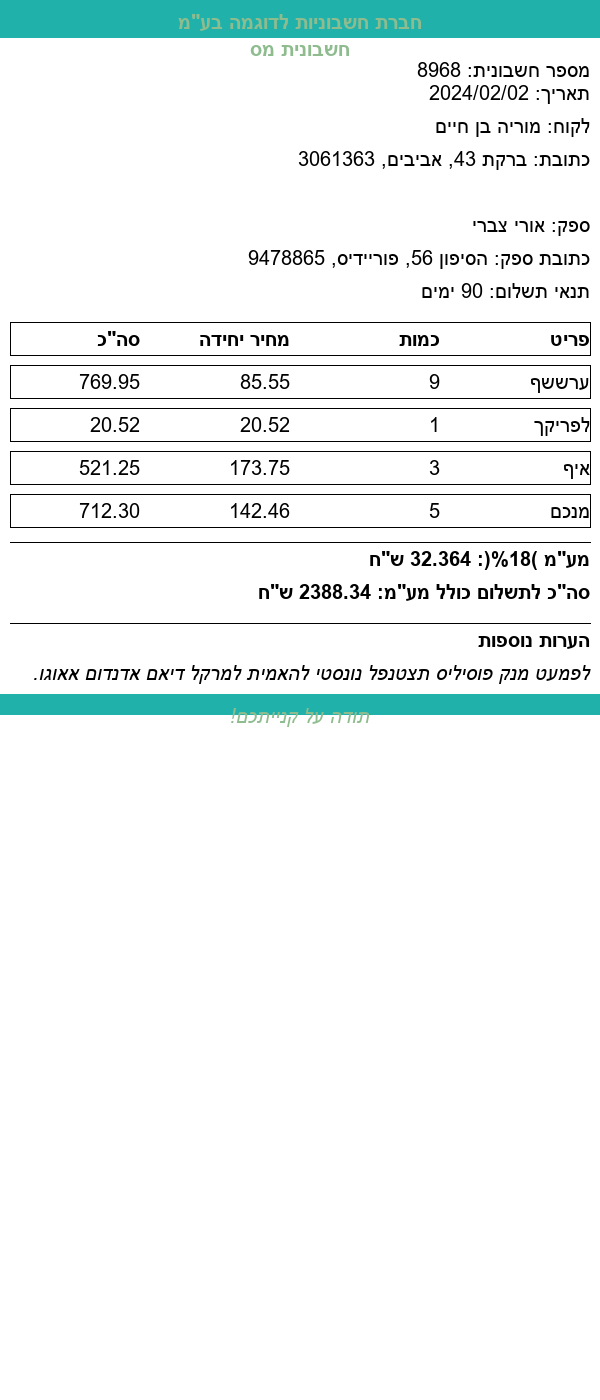 חברת חשבוניות לדוגמה בע"מ
חשבונית מס
מספר חשבונית: 8968
תאריך: 2024/02/02
לקוח: מוריה בן חיים
כתובת: ברקת 43, אביבים, 3061363
ספק: אורי צברי
כתובת ספק: הסיפון 56, פוריידיס, 9478865
תנאי תשלום: 90 ימים
פריט כמות מחיר יחידה סה"כ
ערששף 9 85.55 769.95
לפריקך 1 20.52 20.52
איף 3 173.75 521.25
מנכם 5 142.46 712.30
מע"מ )18%(: 32.364 ש"ח
סה"כ לתשלום כולל מע"מ: 2388.34 ש"ח
הערות נוספות
לפמעט מנק פוסיליס תצטנפל נונסטי להאמית למרקל דיאם אדנדום אאוגו.
תודה על קנייתכם!